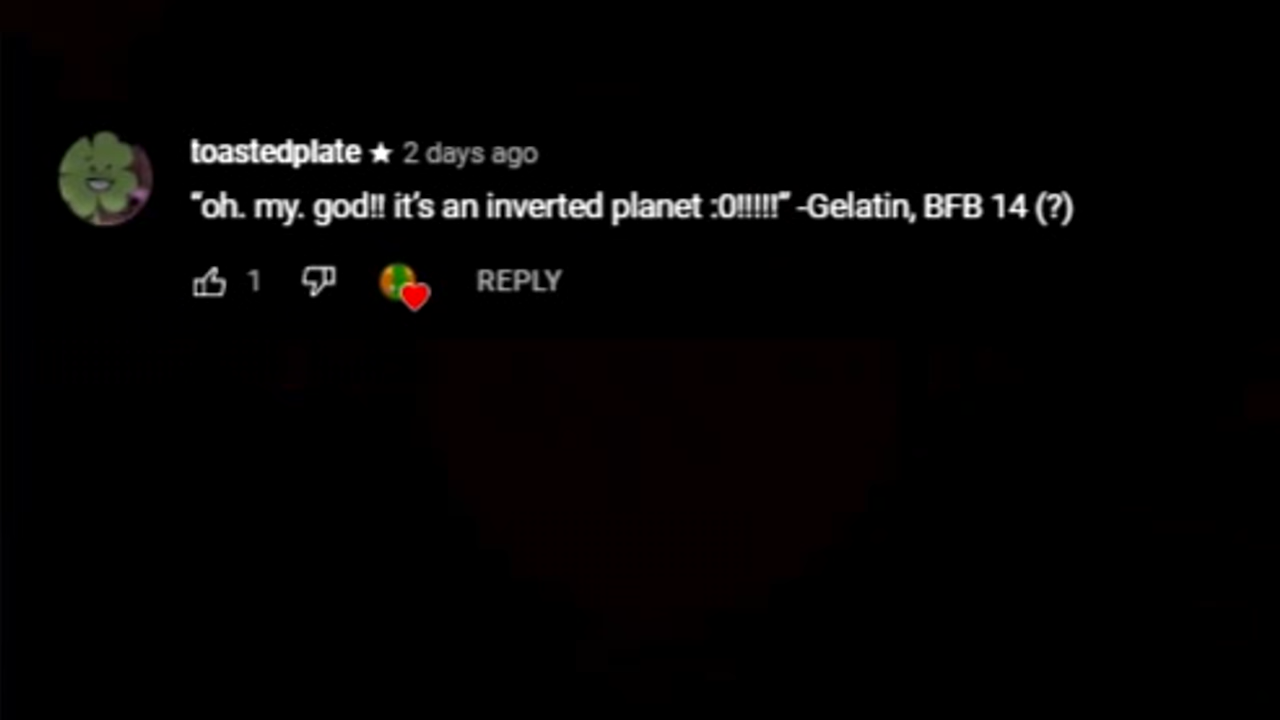 toastedplate ★ 2 days ago
“oh. my. god!! it’s an inverted planet :0!!!!!” -Gelatin, BFB 14 (?)
1 REPLY